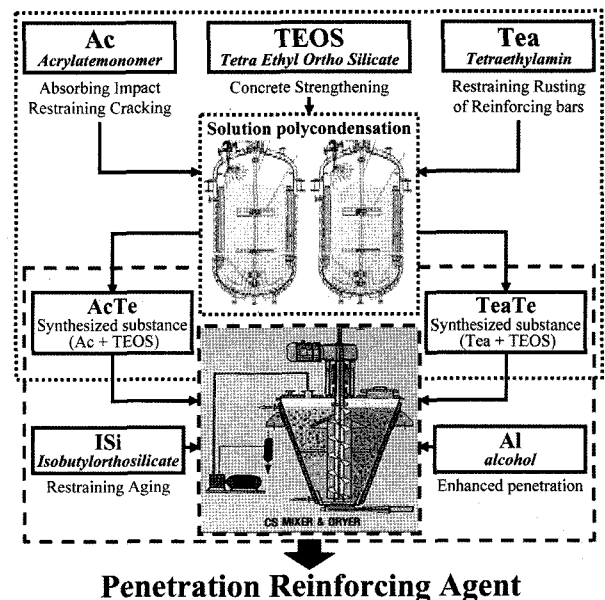 Ac
Acrylatemonomer
Absorbing Impact
Restraining Cracking
TEOS
Tetra Ethyl Ortho Silicate
Concrete Strengthening
Tea
Tetraethylamin
Restraining Rusting
of Reinforcing bars
Solution polycondensation
AcTe
Synthesized substance
(Ac + TEOS)
TeaTe
Synthesized substance
(Tea + TEOS)
ISi
Isobutylorthosilicate
Restraining Aging
Al
alcohol
Enhanced penetration
CS MIXER & DRYER
Penetration Reinforcing Agent